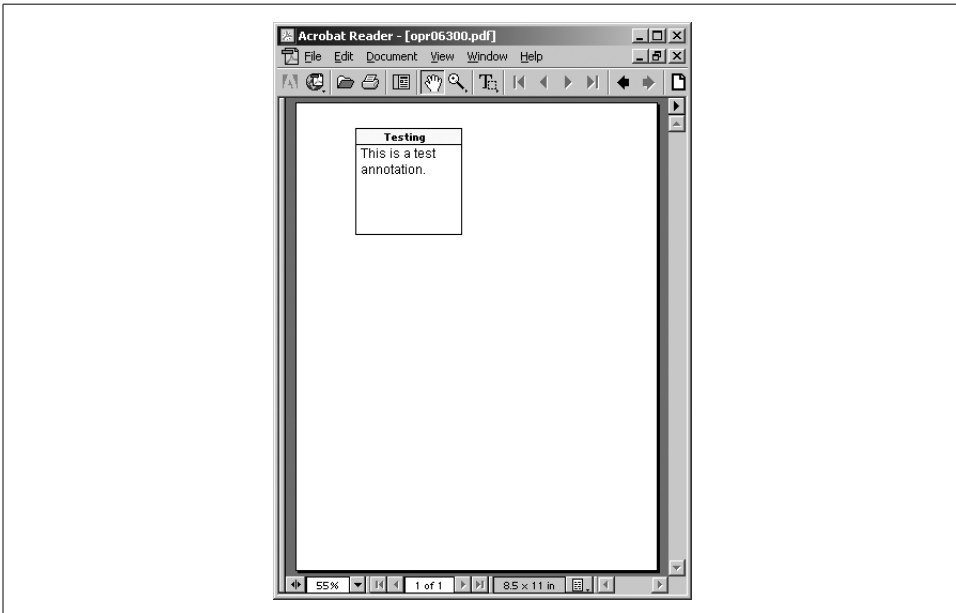 Acrobat Reader - [opr06300.pdf]
File Edit Document View Window Help
Testing
This is a test
annotation.
55% 1 of 1 8.5 x 11 in